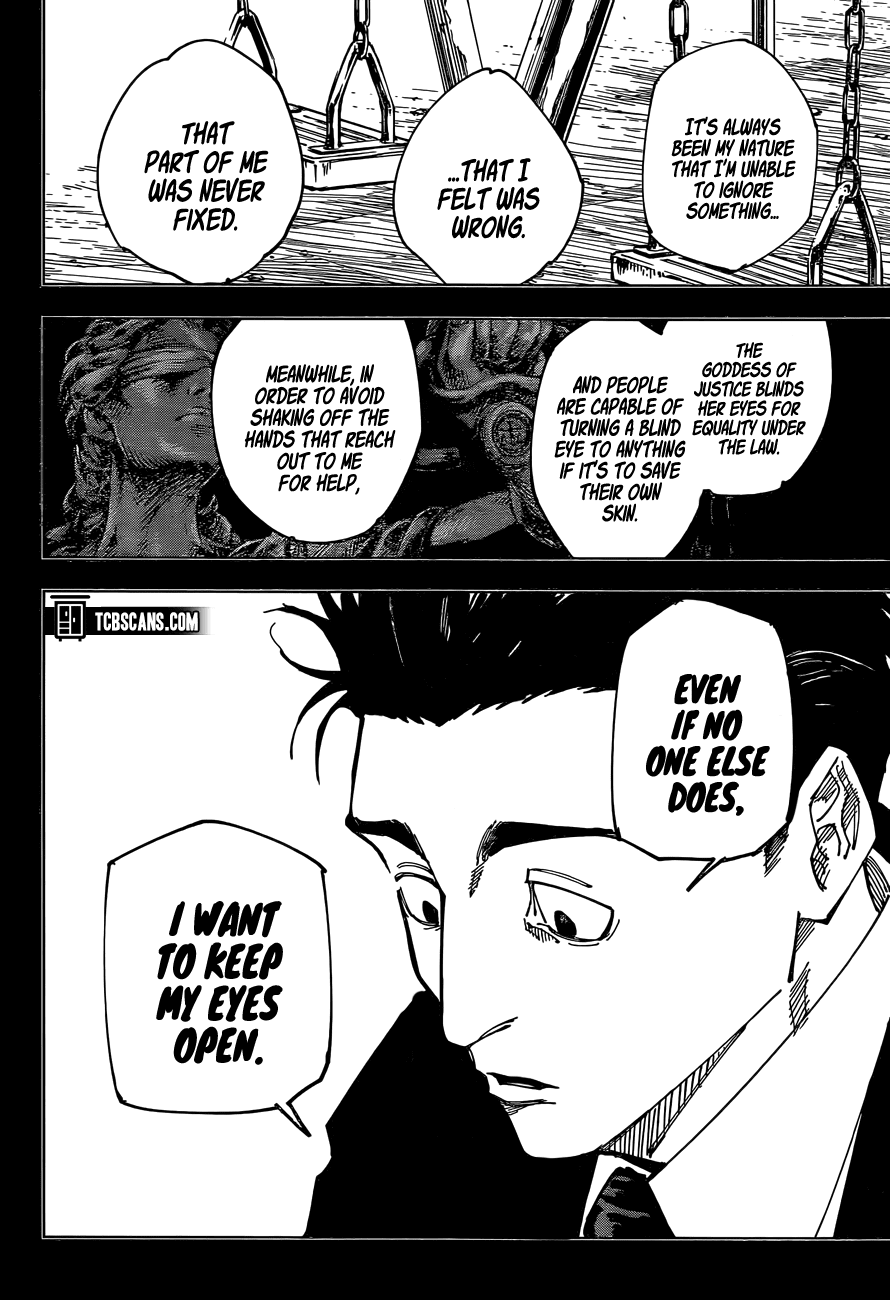 IT'S ALWAYS
BEEN MY NATURE
THAT I'M UNABLE
TO IGNORE
SOMETHING...
...THAT I
FELT WAS
WRONG.
THAT
PART OF ME
WAS NEVER
FIXED.
THE
GODDESS OF
JUSTICE BLINDS
HER EYES FOR
EQUALITY UNDER
THE LAW.
AND PEOPLE
ARE CAPABLE OF
TURNING A BLIND
EYE TO ANYTHING
IF IT'S TO SAVE
THEIR OWN
SKIN.
MEANWHILE, IN
ORDER TO AVOID
SHAKING OFF THE
HANDS THAT REACH
OUT TO ME
FOR HELP,
TCBSCANS.COM
EVEN
IF NO
ONE ELSE
DOES,
I WANT
TO KEEP
MY EYES
OPEN.